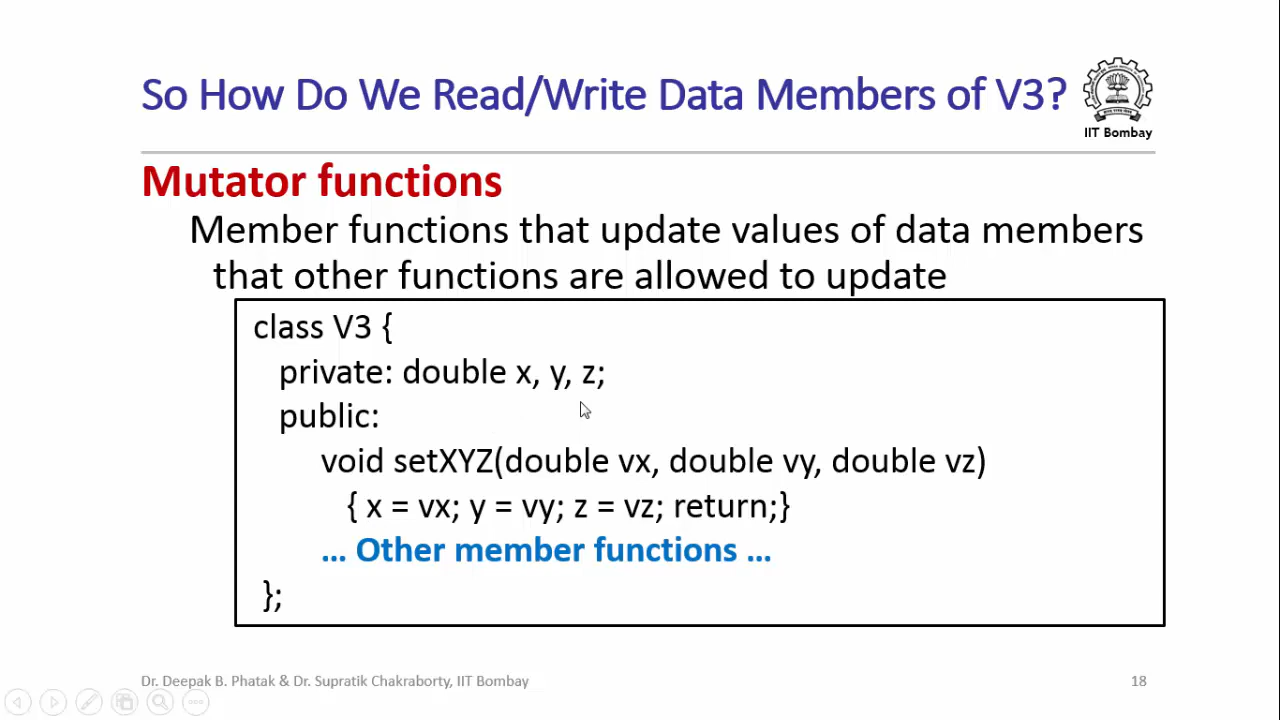 So How Do We Read/Write Data Members of V3?
IIT Bombay
Mutator functions
Member functions that update values of data members
that other functions are allowed to update
class V3 {
private: double x, y, z;
public:
void setXYZ(double vx, double vy, double vz)
{ x = vx; y = vy; z = vz; return;}
... Other member functions ...
};
Dr. Deepak B. Phatak & Dr. Supratik Chakraborty, IIT Bombay
18